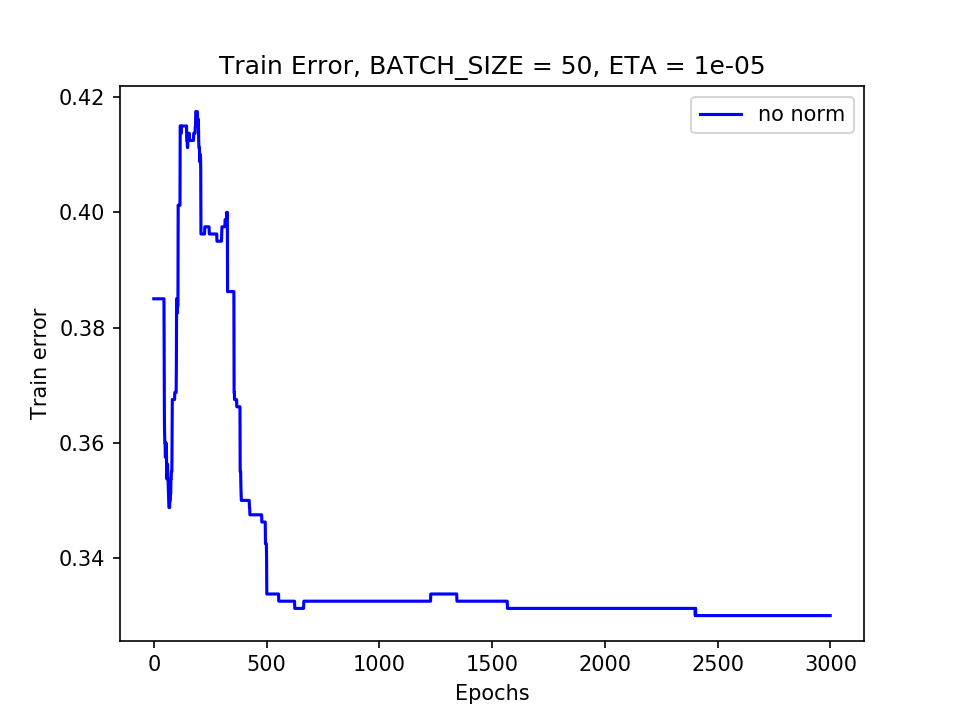 Train Error, BATCH_SIZE = 50, ETA = 1e-05
no norm
Train error
0.42
0.40
0.38
0.36
0.34
0 500 1000 1500 2000 2500 3000
Epochs